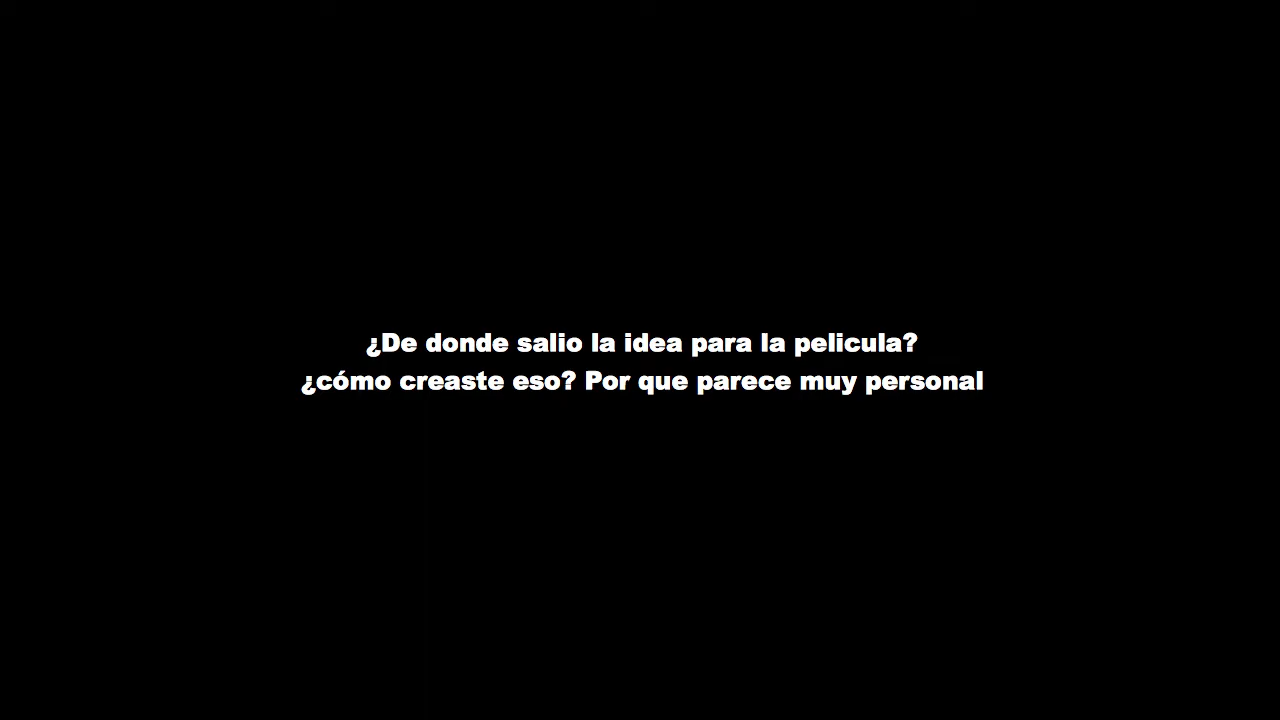 ¿De donde salio la idea para la pelicula?
¿cómo creaste eso? Por que parece muy personal